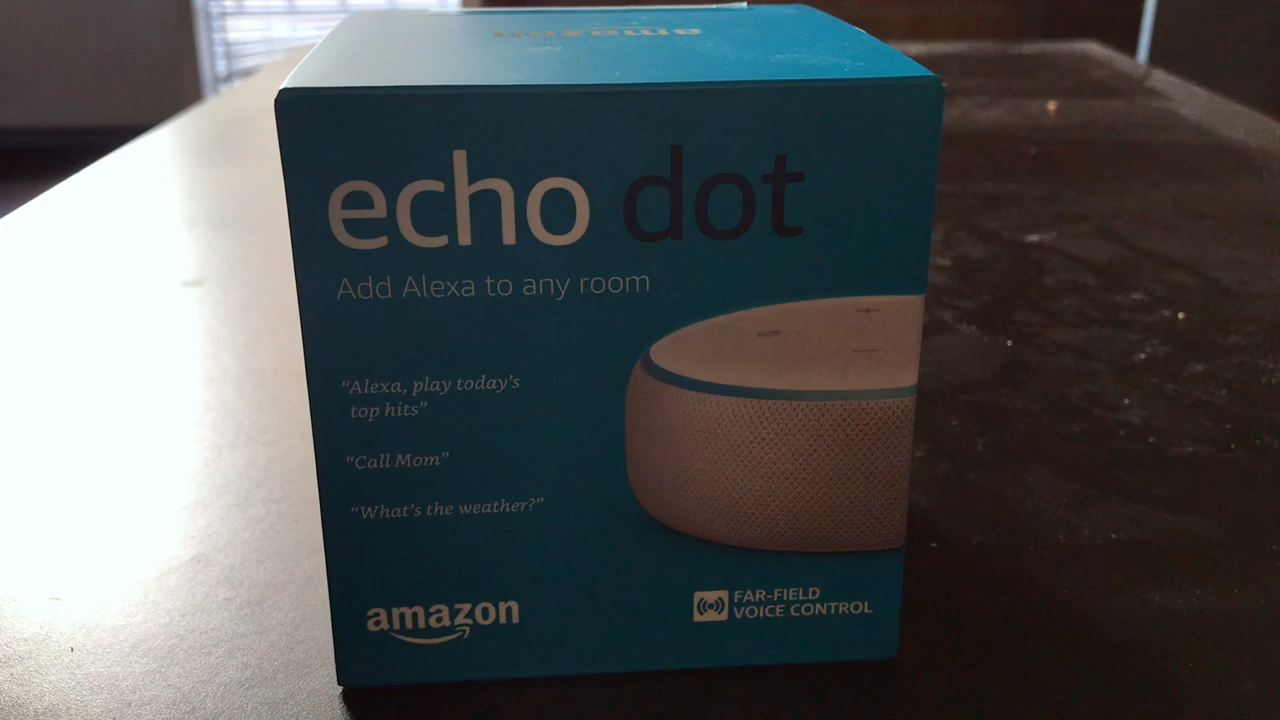 amazon
echo dot
Add Alexa to any room
“Alexa, play today's
top hits”
“Call Mom”
“What's the weather?”
amazon
FAR-FIELD
VOICE CONTROL